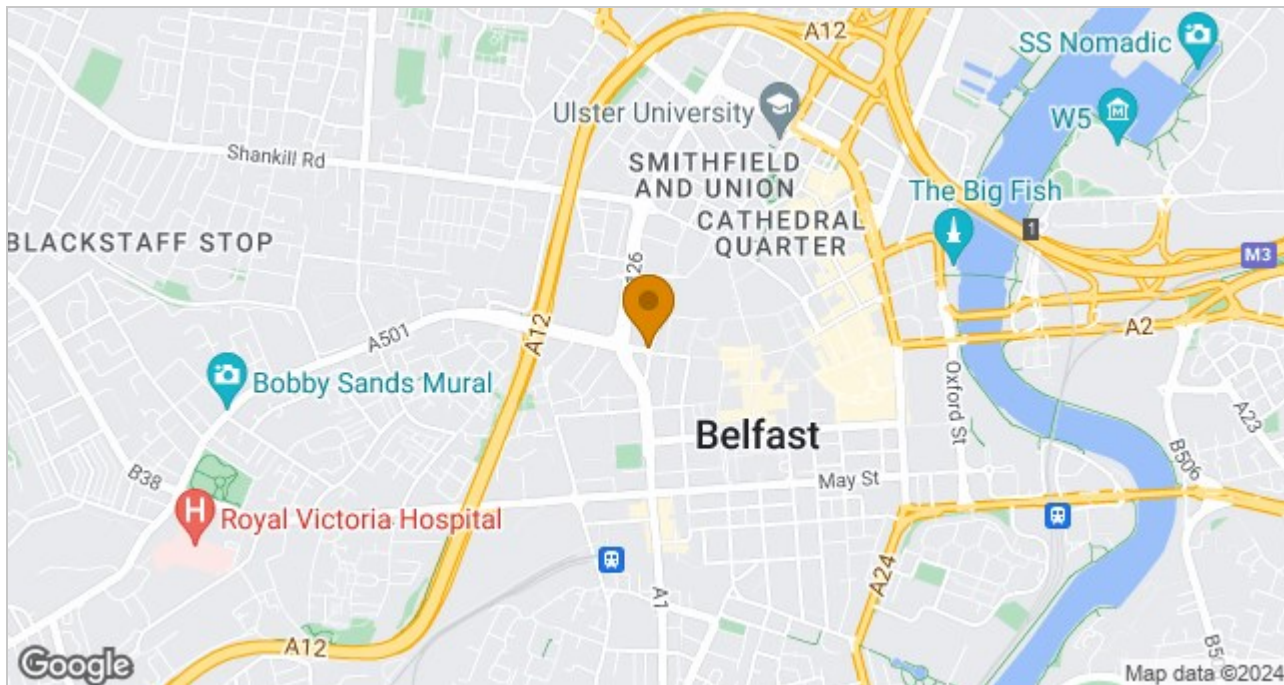 A12
SS Nomadic
Ulster University
W5
Shankill Rd
SMITHFIELD
AND UNION
The Big Fish
CATHEDRAL
QUARTER
BLACKSTAFF STOP
1
M3
126
A12
A501
A2
Bobby Sands Mural
Oxford St
A23
Belfast
B506
B38
May St
H
Royal Victoria Hospital
A24
A1
A12
Google
Map data ©2024